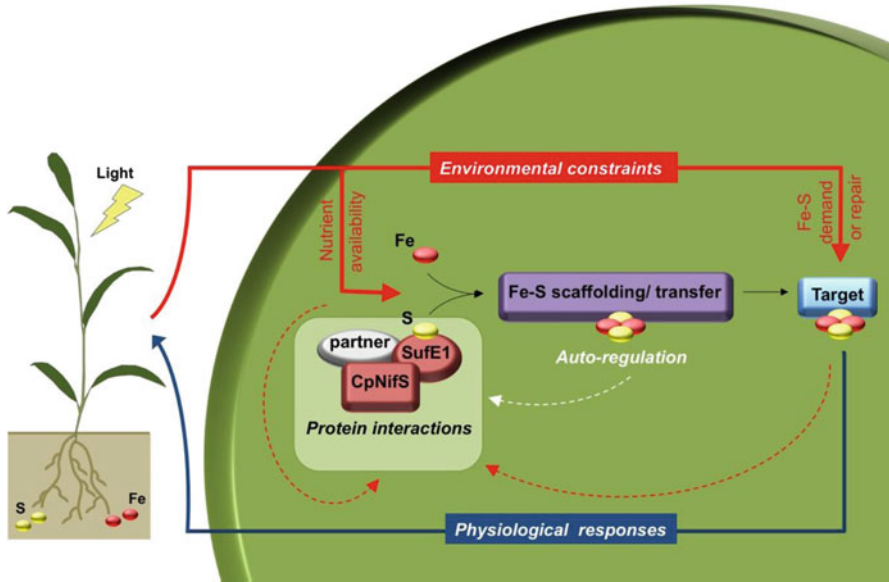 Light
Environmental constraints
Nutrient
availability
Fe-S
demand
or repair
Fe
Fe-S scaffolding/ transfer
Target
S
partner
SufE1
CpNifS
Auto-regulation
Protein interactions
S
Fe
Physiological responses